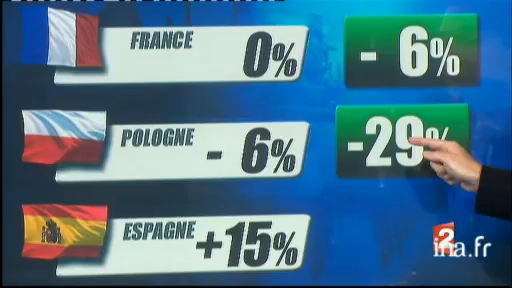 FRANCE 0% - 6%
POLOGNE - 6% -29%
ESPAGNE +15%
2
ina.fr